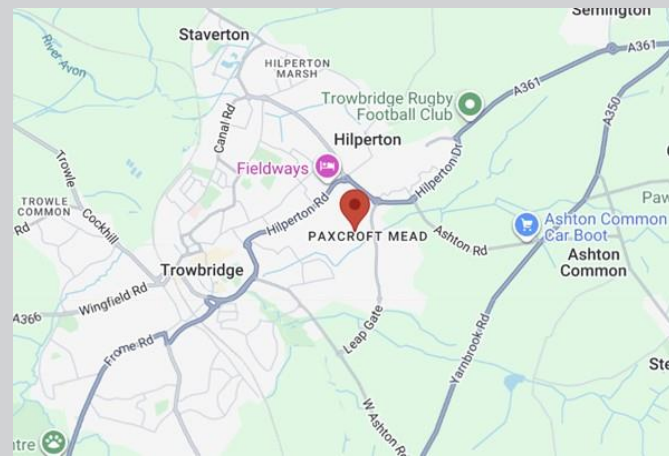 Semington
Staverton
River Avon
HILPERTON
MARSH
A361
A361
A350
Trowbridge Rugby
Football Club
Canal Rd
Hilperton
Fieldways
Hilperton Dr
Trowle
TROWLE
COMMON
Rd
Cockhill
Hilperton Rd
PAXCROFT MEAD
Ashton Rd
Ashton Common
Car Boot
Paw
Ashton
Common
Trowbridge
Wingfield Rd
A366
Frome Rd
Leap Gate
Yarnbrook Rd
W Ashton Rd
Ste
ntre